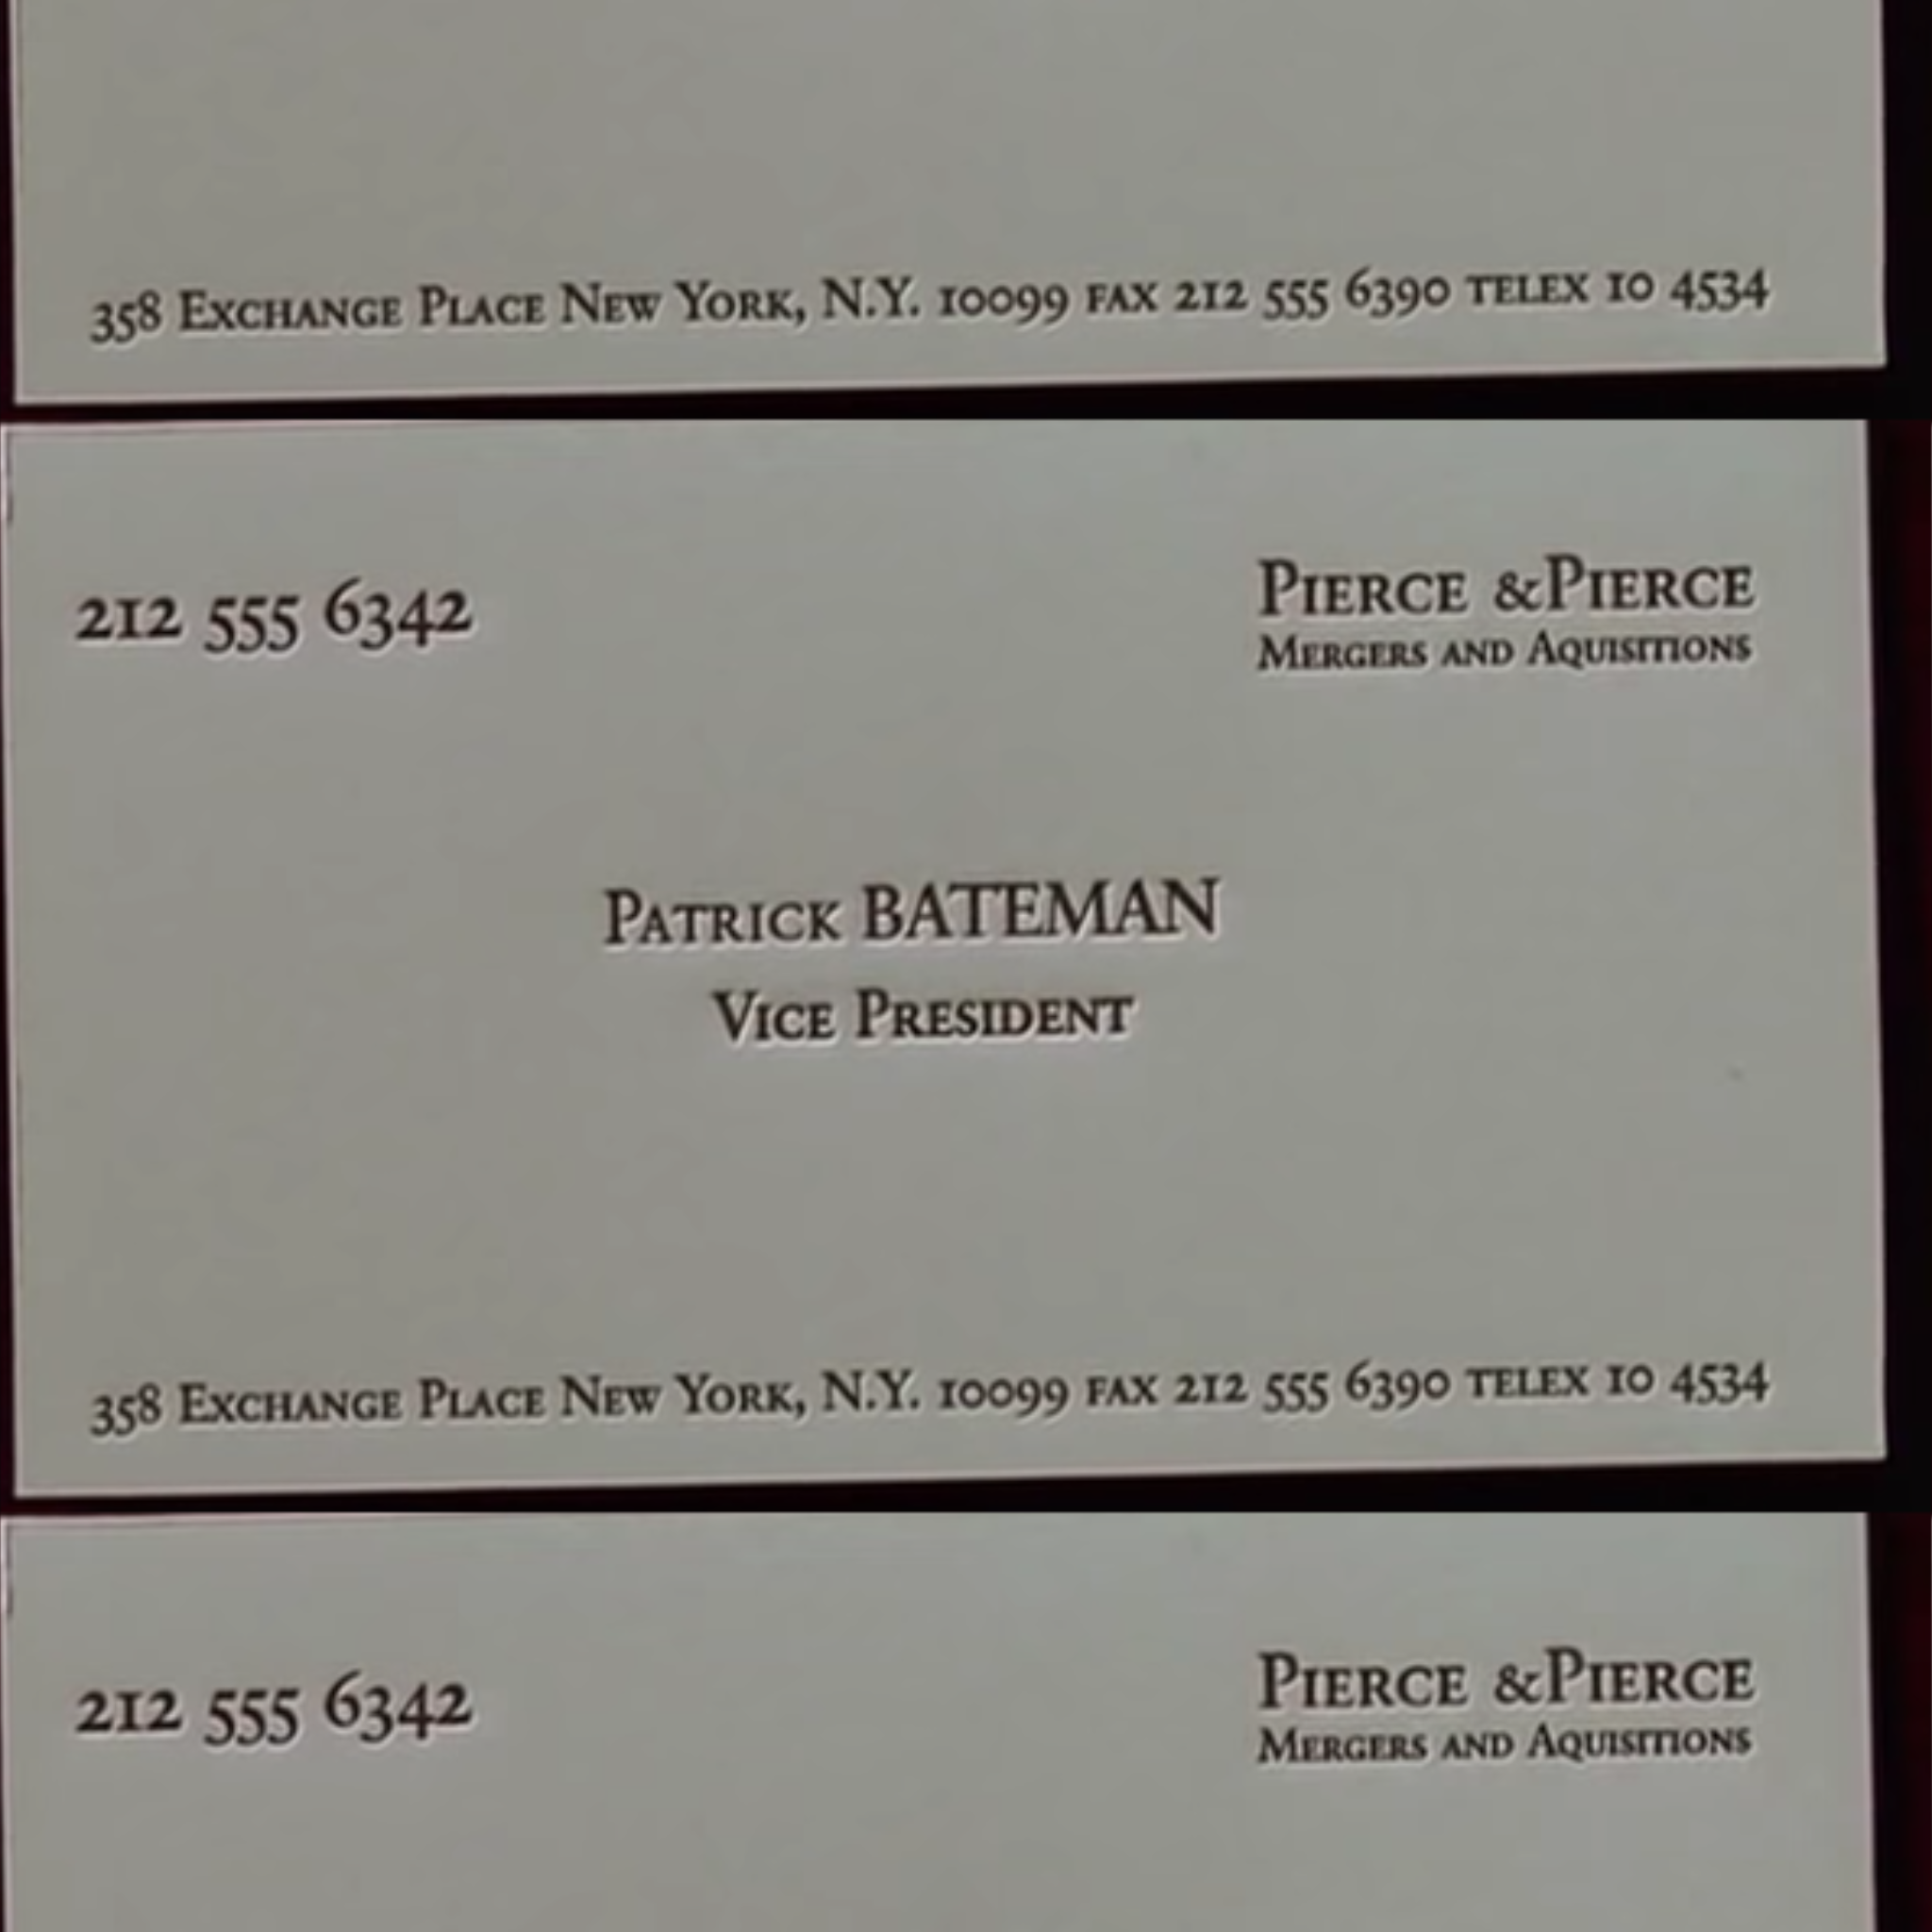 358 Exchange Place New York, N.Y. 10099 FAX 212 555 6390 TELEX 10 4534
212 555 6342
Pierce &Pierce
Mergers and Aquisitions
Patrick BATEMAN
Vice President
358 Exchange Place New York, N.Y. 10099 FAX 212 555 6390 TELEX 10 4534
212 555 6342
Pierce &Pierce
Mergers and Aquisitions